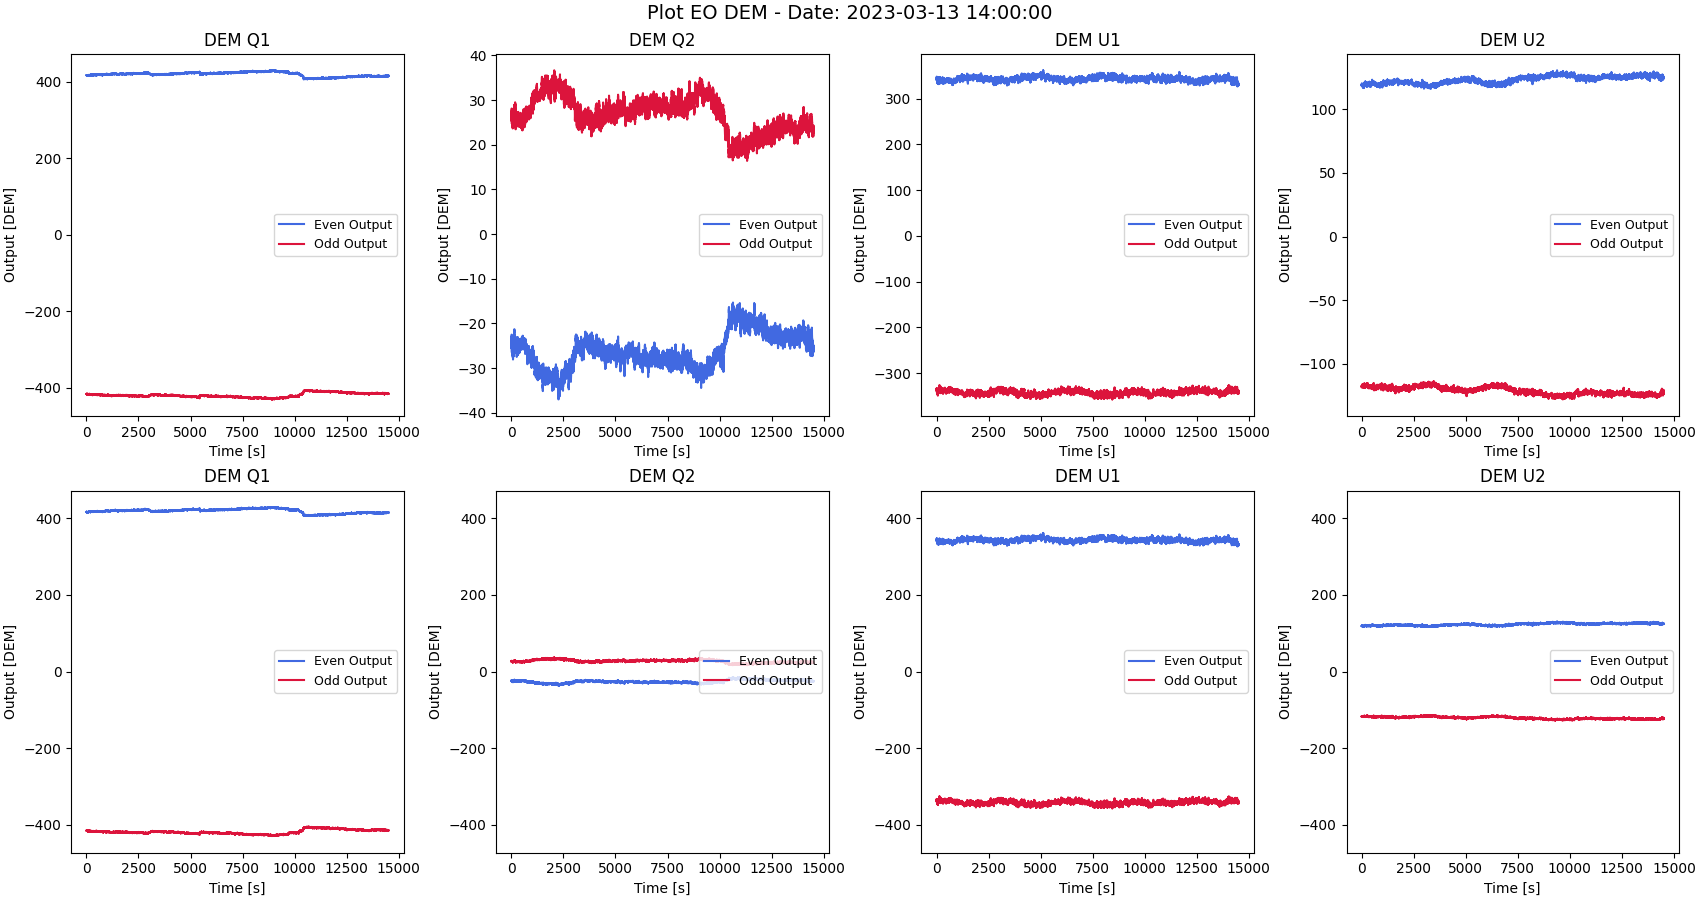 Plot EO DEM - Date: 2023-03-13 14:00:00
DEM Q1
400
200
0
−200
−400
Output [DEM]
0 2500 5000 7500 10000 12500 15000
Time [s]
Even Output
Odd Output
DEM Q2
40
30
20
10
0
−10
−20
−30
−40
Output [DEM]
0 2500 5000 7500 10000 12500 15000
Time [s]
Even Output
Odd Output
DEM U1
300
200
100
0
−100
−200
−300
Output [DEM]
0 2500 5000 7500 10000 12500 15000
Time [s]
Even Output
Odd Output
DEM U2
100
50
0
−50
−100
Output [DEM]
0 2500 5000 7500 10000 12500 15000
Time [s]
Even Output
Odd Output
DEM Q1
400
200
0
−200
−400
Output [DEM]
0 2500 5000 7500 10000 12500 15000
Time [s]
Even Output
Odd Output
DEM Q2
400
200
0
−200
−400
Output [DEM]
0 2500 5000 7500 10000 12500 15000
Time [s]
Even Output
Odd Output
DEM U1
400
200
0
−200
−400
Output [DEM]
0 2500 5000 7500 10000 12500 15000
Time [s]
Even Output
Odd Output
DEM U2
400
200
0
−200
−400
Output [DEM]
0 2500 5000 7500 10000 12500 15000
Time [s]
Even Output
Odd Output